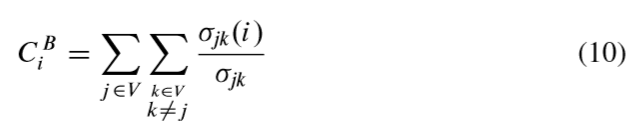 $C_i^B = \sum_{j \in V} \sum_{\substack{k \in V \\ k \neq j}} \frac{\sigma_{jk}(i)}{\sigma_{jk}}$ (10)